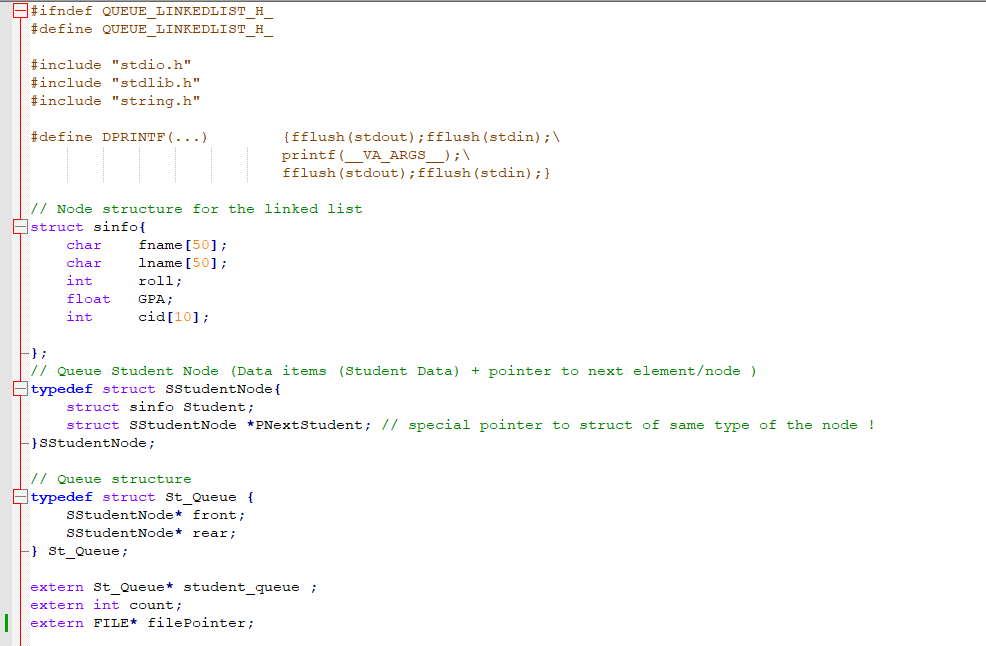 #ifndef QUEUE_LINKEDLIST_H_
#define QUEUE_LINKEDLIST_H_
#include "stdio.h"
#include "stdlib.h"
#include "string.h"
#define DPRINTF(...) {fflush(stdout);fflush(stdin);\
printf(__VA_ARGS__);\
fflush(stdout);fflush(stdin);}
// Node structure for the linked list
struct sinfo{
char fname[50];
char lname[50];
int roll;
float GPA;
int cid[10];
};
// Queue Student Node (Data items (Student Data) + pointer to next element/node )
typedef struct SStudentNode{
struct sinfo Student;
struct SStudentNode *PNextStudent; // special pointer to struct of same type of the node !
}SStudentNode;
// Queue structure
typedef struct St_Queue {
SStudentNode* front;
SStudentNode* rear;
} St_Queue;
extern St_Queue* student_queue ;
extern int count;
extern FILE* filePointer;